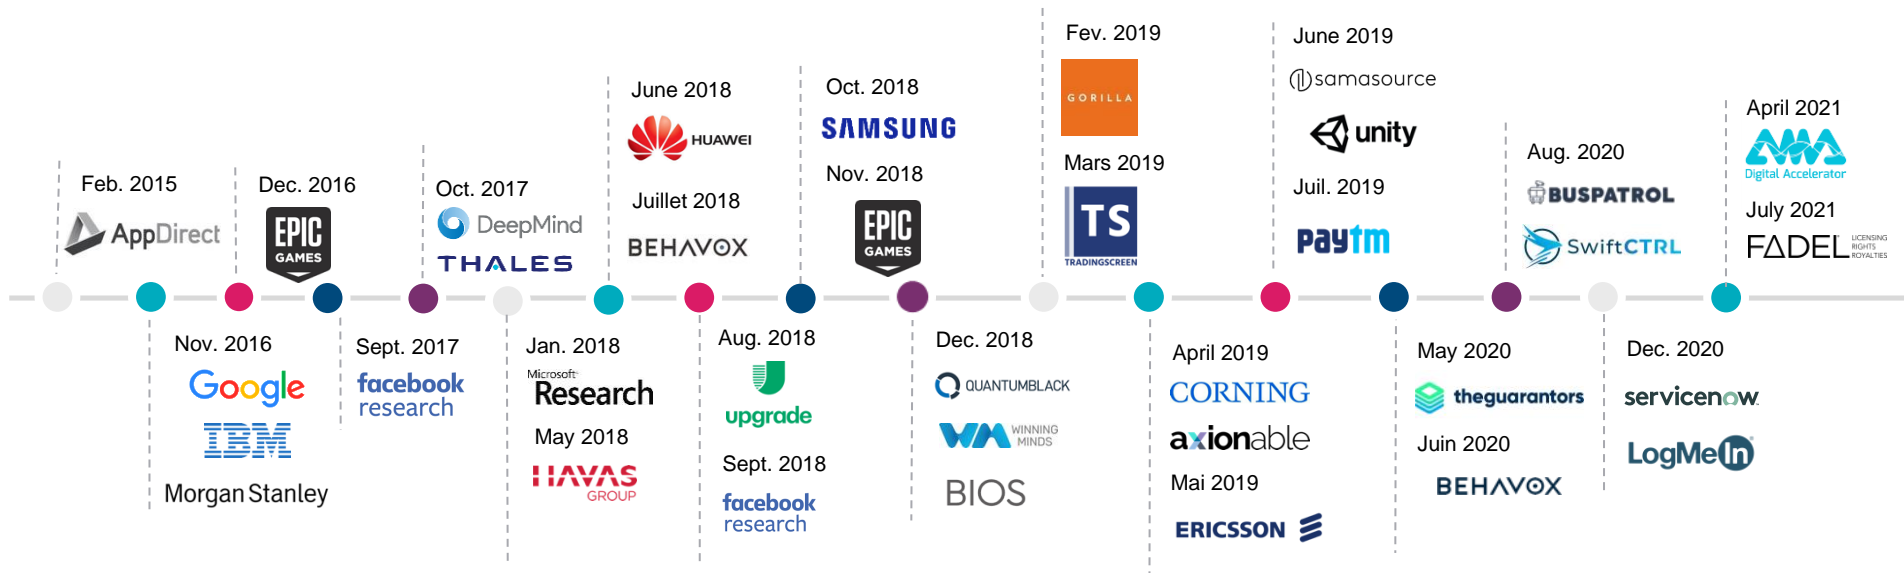 Feb. 2015
AppDirect
Nov. 2016
Google
IBM
Morgan Stanley
Dec. 2016
EPIC
GAMES
Sept. 2017
facebook
research
Oct. 2017
DeepMind
THALES
Jan. 2018
Microsoft
Research
May 2018
HAVAS
GROUP
June 2018
HUAWEI
Juillet 2018
BEHAVOX
Aug. 2018
upgrade
Sept. 2018
facebook
research
Oct. 2018
SAMSUNG
Nov. 2018
EPIC
GAMES
Dec. 2018
QUANTUMBLACK
WM WINNING
MINDS
BIOS
Fev. 2019
GORILLA
Mars 2019
TS
TRADINGSCREEN
April 2019
CORNING
axionable
Mai 2019
ERICSSON
June 2019
samasource
unity
Juil. 2019
paytm
May 2020
theguarantors
Juin 2020
BEHAVOX
Aug. 2020
BUSPATROL
SwiftCTRL
Dec. 2020
servicenow
LogMeIn
April 2021
AMA
Digital Accelerator
July 2021
FADEL LICENSING
RIGHTS
ROYALTIES